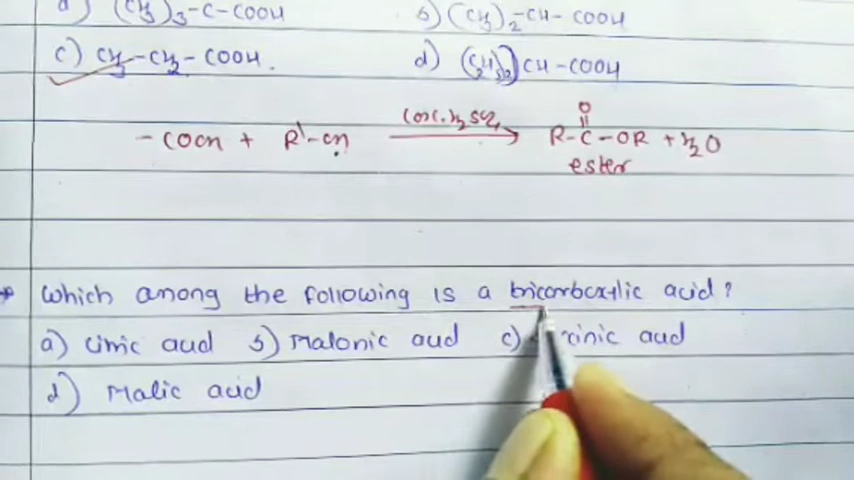 a) (CH3)3-C-COOH b) (CH3)2-CH-COOH
c) CH3-CH2-COOH. d) (C2H5)2CH-COOH
-COOH + R'-OH conc. H2SO4 → R-C-OR + H2O
O
ester
Which among the following is a tricarboxylic acid?
a) Citric acid b) Malonic acid c) acid
d) Malic acid